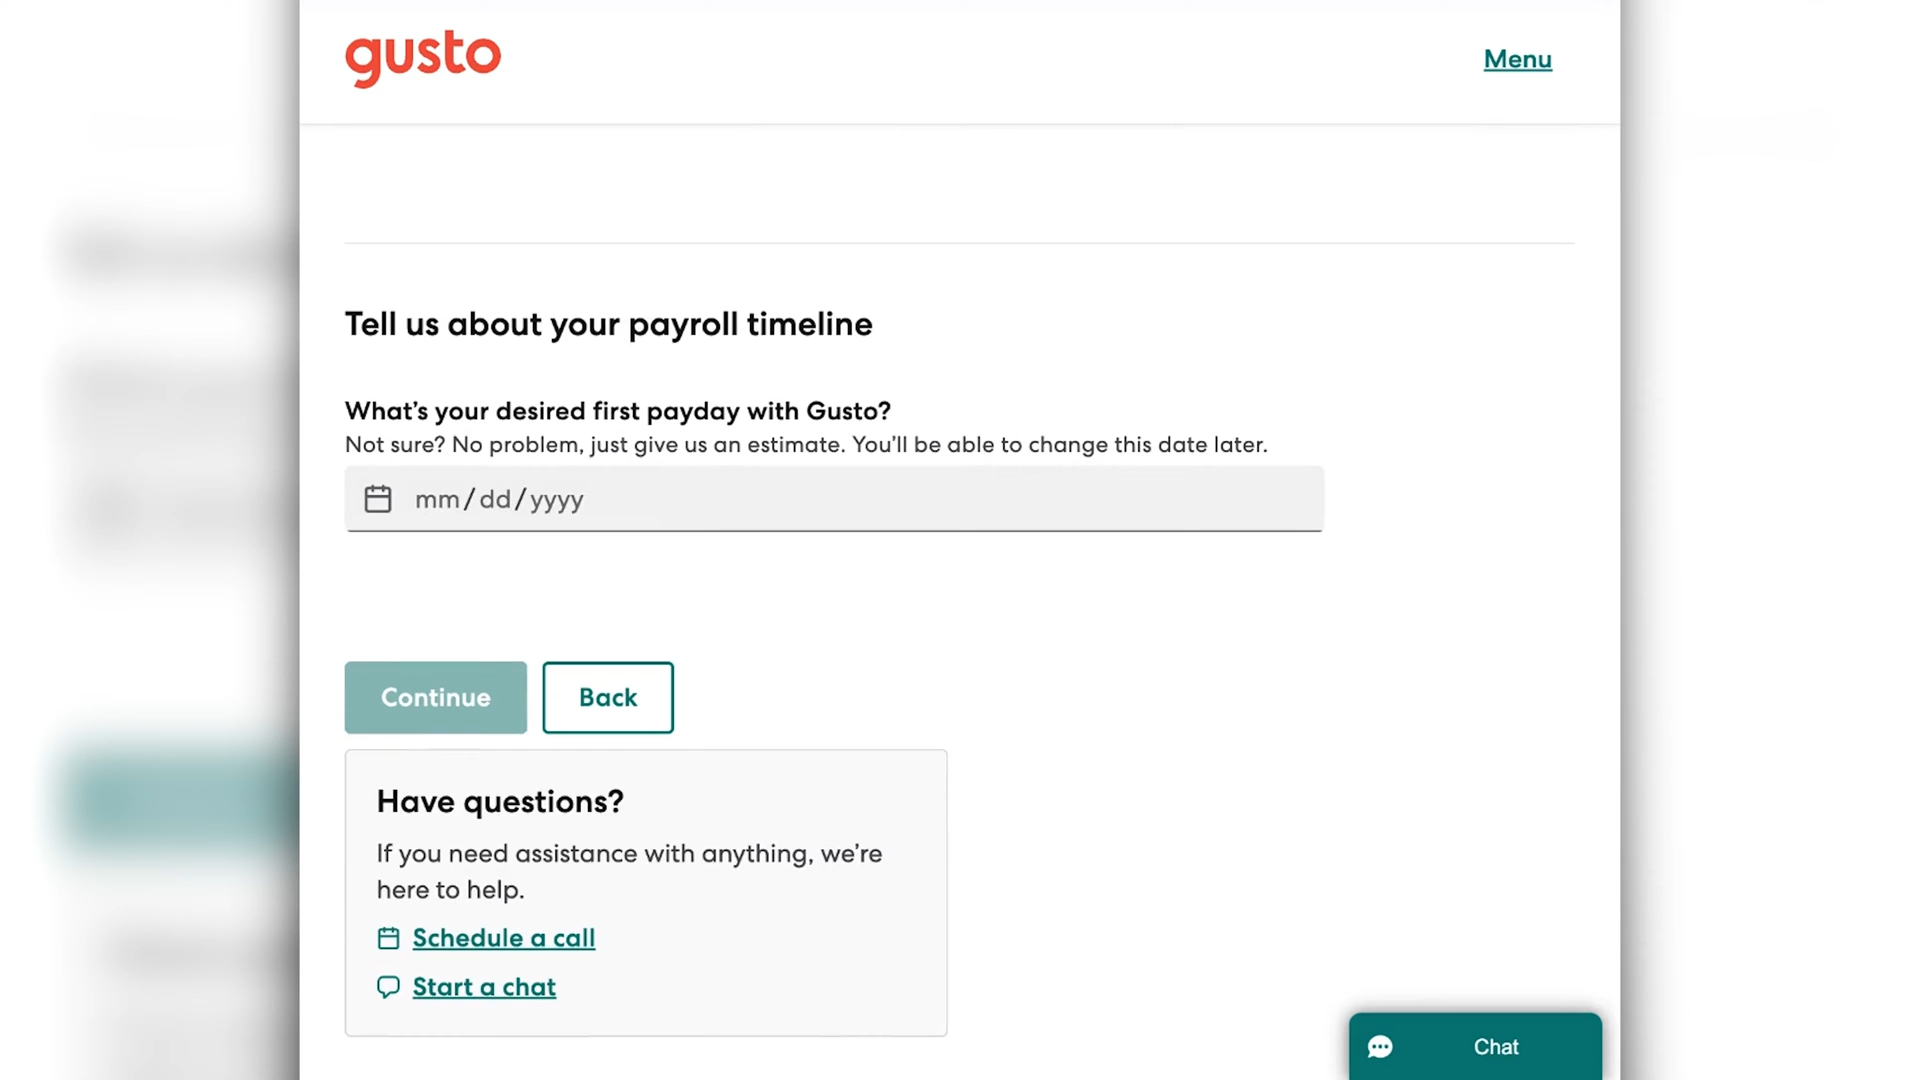 gusto
Menu
Tell us about your payroll timeline
What's your desired first payday with Gusto?
Not sure? No problem, just give us an estimate. You'll be able to change this date later.
mm/dd/yyyy
Continue
Back
Have questions?
If you need assistance with anything, we're
here to help.
Schedule a call
Start a chat
Chat